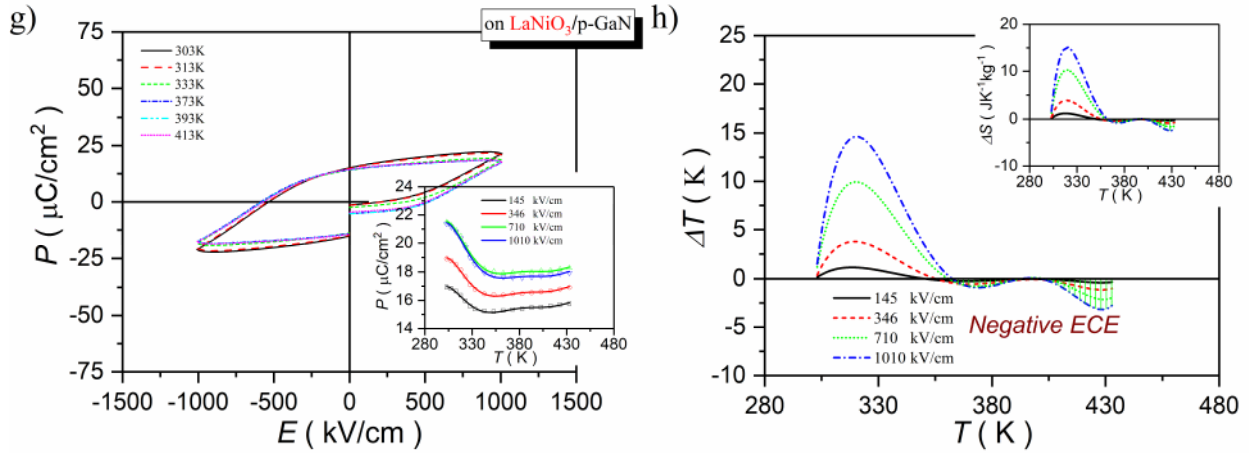 g)
on LaNiO3/p-GaN
303K
313K
333K
373K
393K
413K
75
50
25
0
-25
-50
-75
P ( μC/cm²)
-1500 -1000 -500 0 500 1000 1500
E ( kV/cm)
24
22
20
18
16
14
P ( μC/cm²)
145 kV/cm
346 kV/cm
710 kV/cm
1010 kV/cm
280 330 380 430 480
T ( K)
h)
25
20
15
10
5
0
-5
-10
ΔT ( K)
145 kV/cm
346 kV/cm
710 kV/cm
1010 kV/cm
Negative ECE
280 330 380 430 480
T ( K)
20
10
0
-10
ΔS ( JK⁻¹kg⁻¹)
280 330 380 430 480
T ( K)